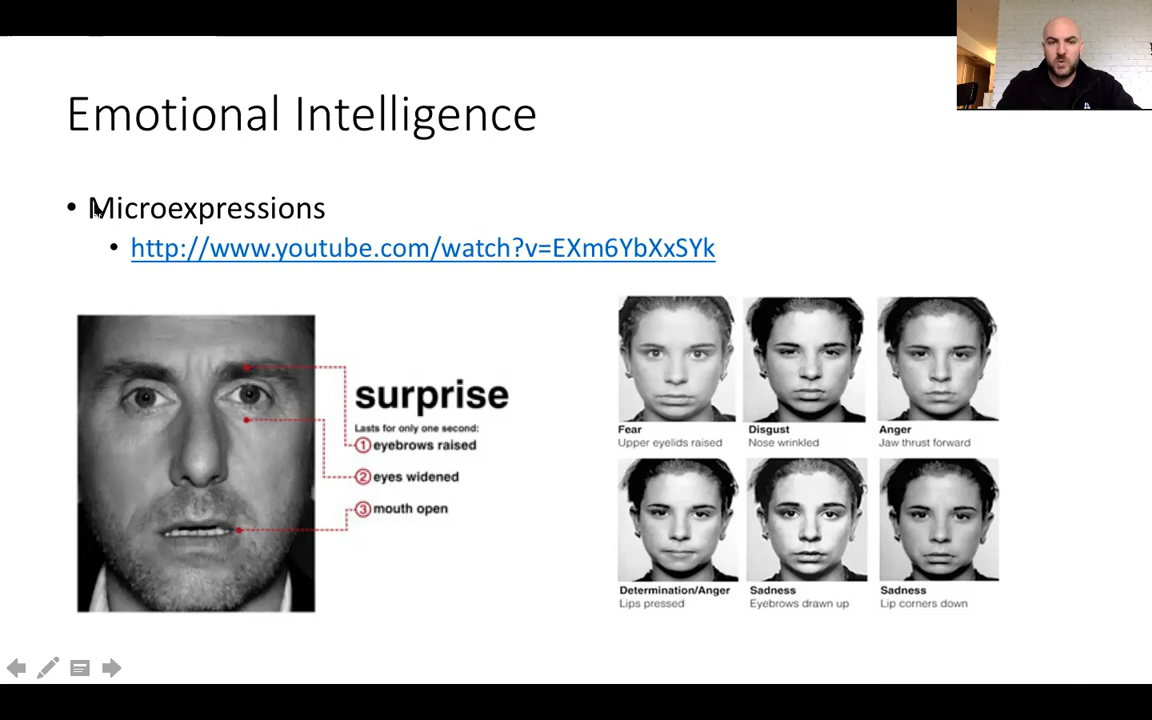 Emotional Intelligence
• Microexpressions
• http://www.youtube.com/watch?v=EXm6YbXxSYk
surprise
Lasts for only one second:
1 eyebrows raised
2 eyes widened
3 mouth open
Fear
Upper eyelids raised
Disgust
Nose wrinkled
Anger
Jaw thrust forward
Determination/Anger
Lips pressed
Sadness
Eyebrows drawn up
Sadness
Lip corners down